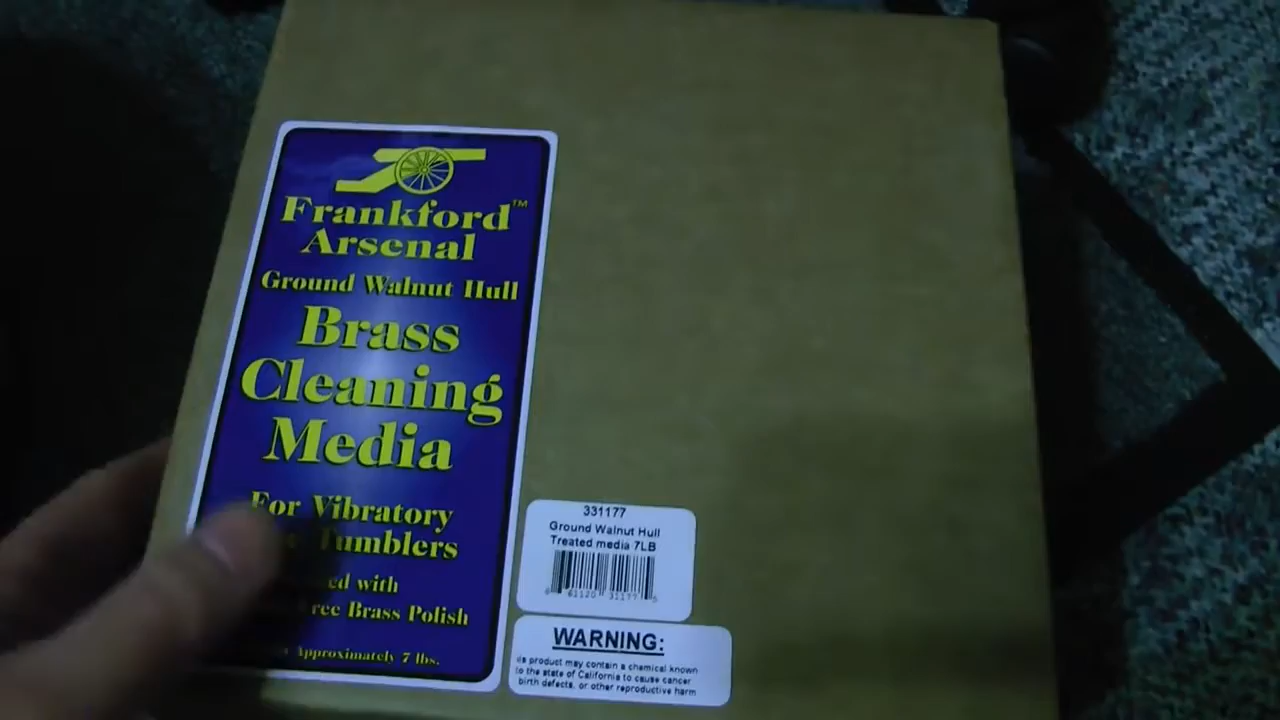 Frankford™
Arsenal
Ground Walnut Hull
Brass
Cleaning
Media
For Vibratory
Tumblers
with
Brass Polish
Approximately 7 lbs.
331177
Ground Walnut Hull
Treated media 7LB
WARNING:
product may contain a chemical known
to the state of California to cause cancer
birth defects, or other reproductive harm